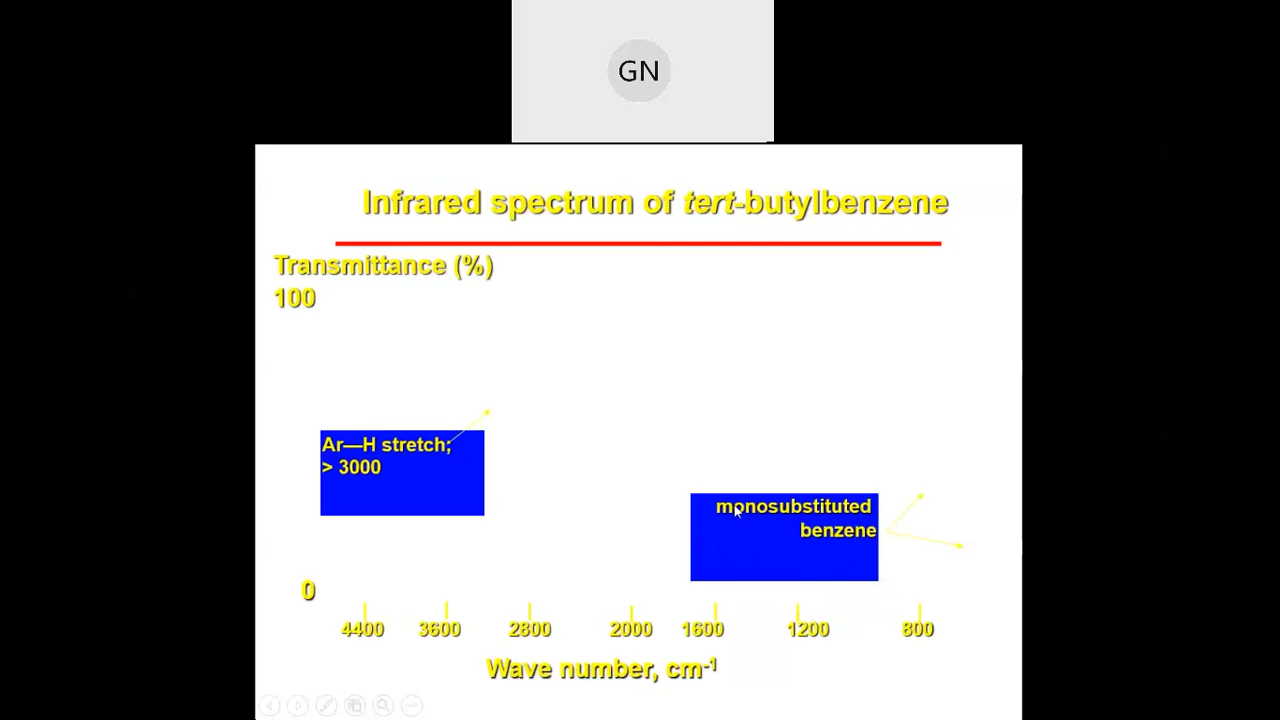 GN
Infrared spectrum of tert-butylbenzene
Transmittance (%)
100
Ar—H stretch;
> 3000
monosubstituted
benzene
0
4400 3600 2800 2000 1600 1200 800
Wave number, cm-1